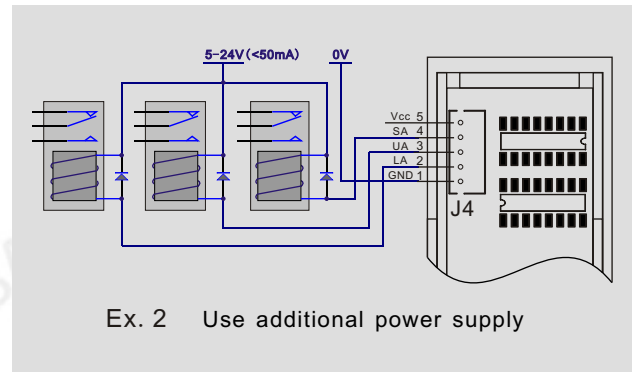 5-24V(<50mA)
0V
Vcc 5
SA 4
UA 3
LA 2
GND 1
J4
Ex. 2 Use additional power supply